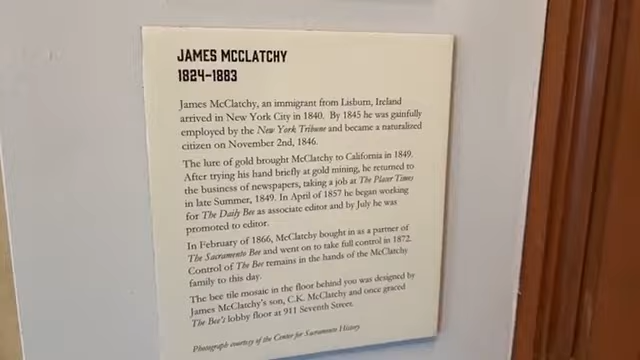 JAMES MCCLATCHY
1824–1883
James McClatchy, an immigrant from Lisburn, Ireland
arrived in New York City in 1840. By 1845 he was gainfully
employed by the New York Tribune and became a naturalized
citizen on November 2nd, 1846.
The lure of gold brought McClatchy to California in 1849.
After trying his hand briefly at gold mining, he returned to
the business of newspapers, taking a job at The Placer Times
in late Summer, 1849. In April of 1857 he began working
for The Daily Bee as associate editor and by July he was
promoted to editor.
In February of 1866, McClatchy bought in as a partner of
The Sacramento Bee and went on to take full control in 1872.
Control of The Bee remains in the hands of the McClatchy
family to this day.
The bee tile mosaic in the floor behind you was designed by
James McClatchy's son, C.K. McClatchy and once graced
The Bee's lobby floor at 911 Seventh Street.
Photograph courtesy of the Center for Sacramento History